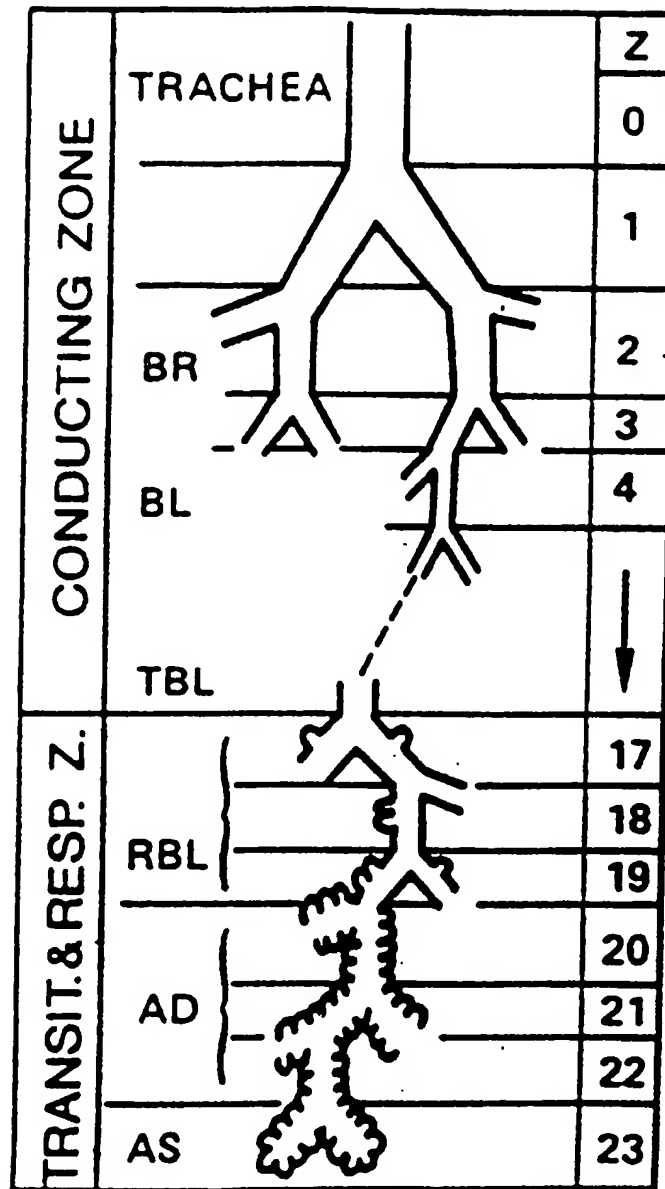 Z
TRACHEA
0
CONDUCTING ZONE
1
BR
2
3
BL
4
TBL
TRANSIT.& RESP. Z.
17
18
RBL
19
20
AD
21
22
AS
23